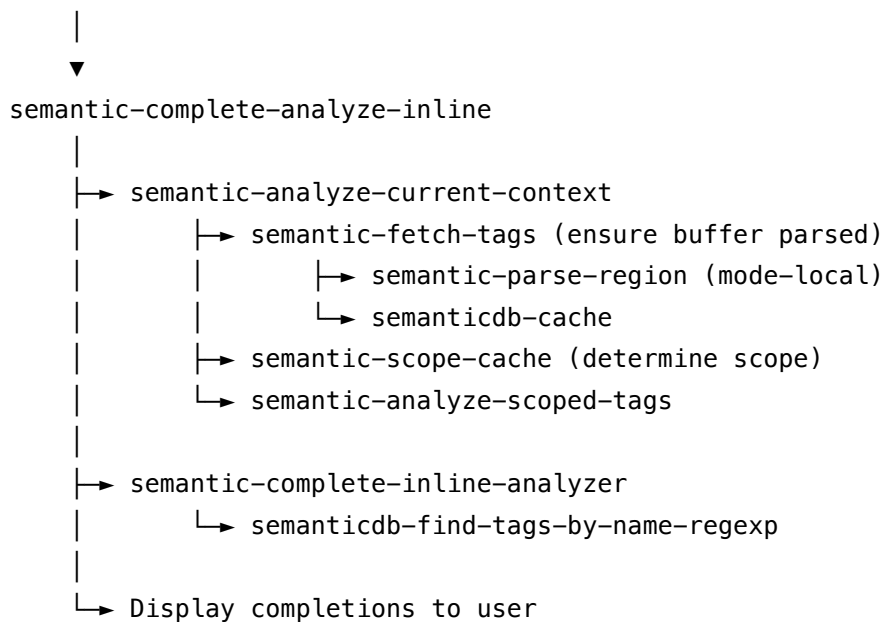 semantic-complete-analyze-inline
semantic-analyze-current-context
semantic-fetch-tags (ensure buffer parsed)
semantic-parse-region (mode-local)
semanticdb-cache
semantic-scope-cache (determine scope)
semantic-analyze-scoped-tags
semantic-complete-inline-analyzer
semanticdb-find-tags-by-name-regexp
Display completions to user